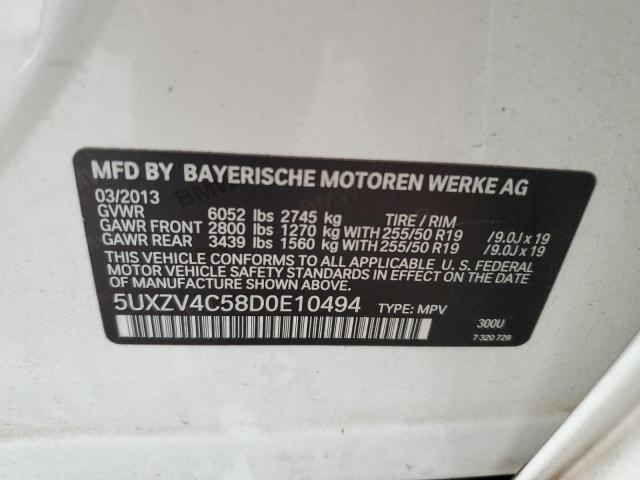 MFD BY BAYERISCHE MOTOREN WERKE AG
03/2013
GVWR 6052 lbs 2745 kg TIRE / RIM
GAWR FRONT 2800 lbs 1270 kg WITH 255/50 R19 /9.0J x 19
GAWR REAR 3439 lbs 1560 kg WITH 255/50 R19 /9.0J x 19
THIS VEHICLE CONFORMS TO ALL APPLICABLE U.S. FEDERAL
MOTOR VEHICLE SAFETY STANDARDS IN EFFECT ON THE DATE
OF MANUFACTURE SHOWN ABOVE.
5UXZV4C58D0E10494 TYPE: MPV
300U
7 320 729